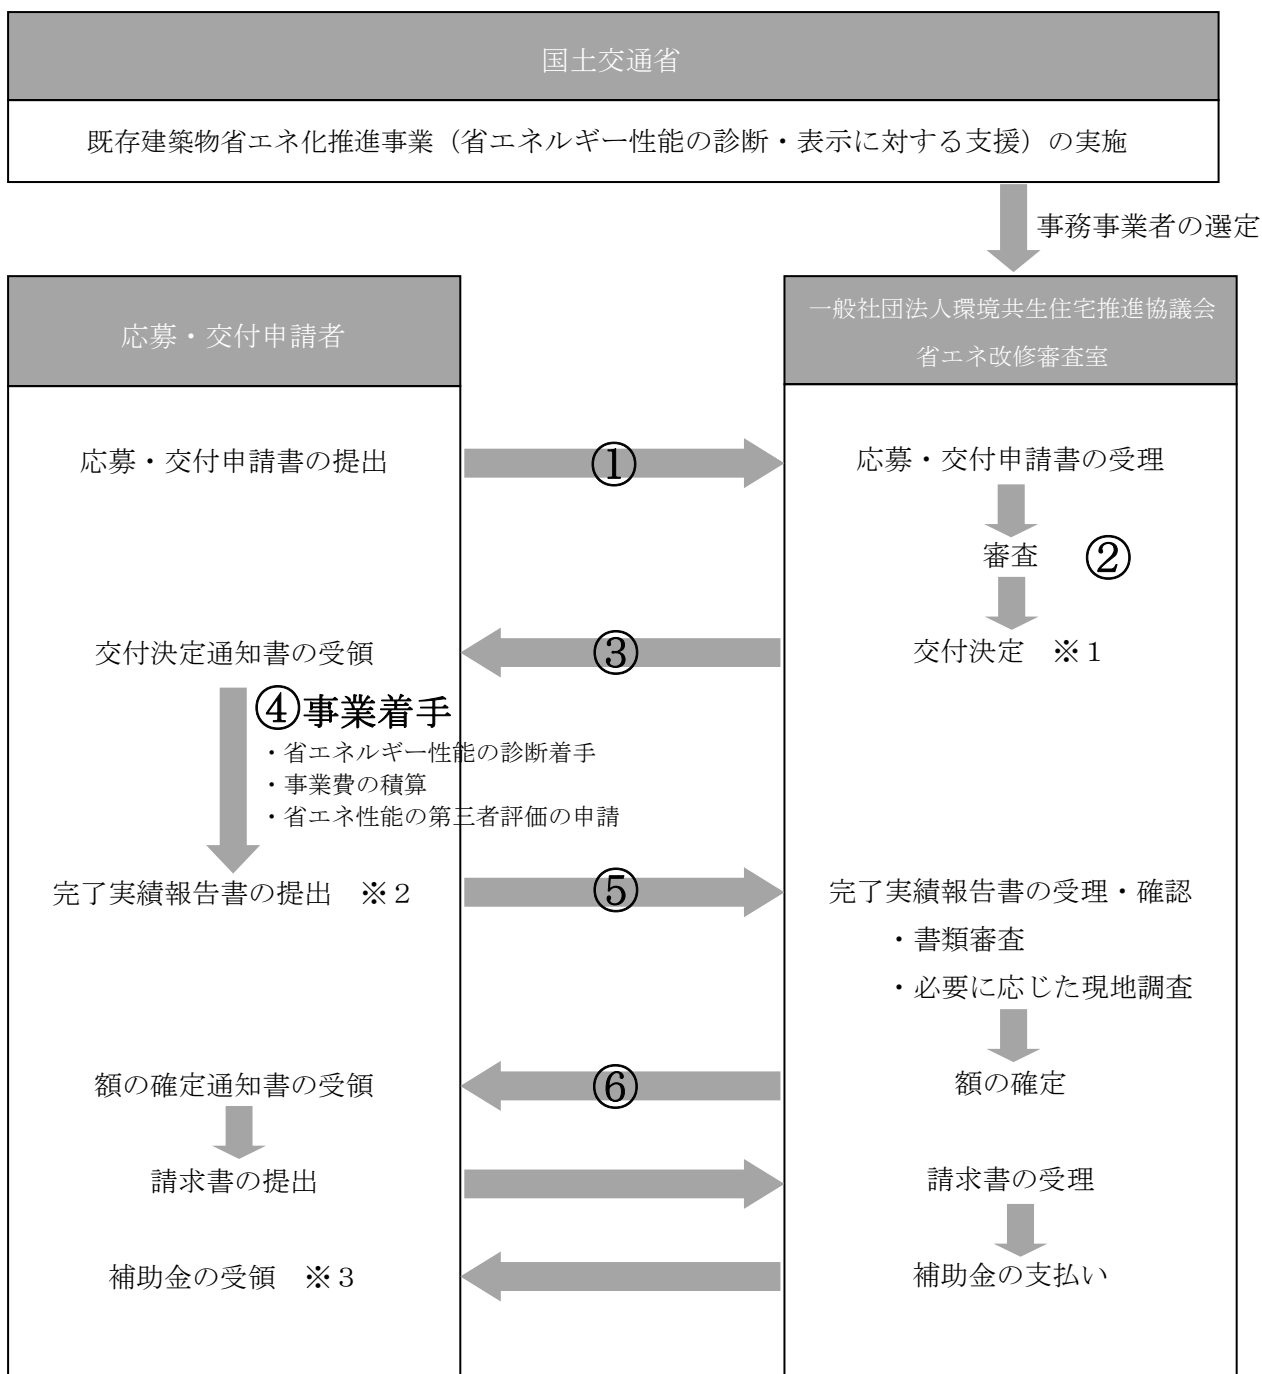 国土交通省
既存建築物省エネ化推進事業（省エネルギー性能の診断・表示に対する支援）の実施
事務事業者の選定
応募・交付申請者
一般社団法人環境共生住宅推進協議会
省エネ改修審査室
応募・交付申請書の提出
①
応募・交付申請書の受理
審査
②
交付決定通知書の受領
③
交付決定　※１
④事業着手
・省エネルギー性能の診断着手
・事業費の積算
・省エネ性能の第三者評価の申請
完了実績報告書の提出　※２
⑤
完了実績報告書の受理・確認
・書類審査
・必要に応じた現地調査
額の確定通知書の受領
⑥
額の確定
請求書の提出
請求書の受理
補助金の受領　※３
補助金の支払い